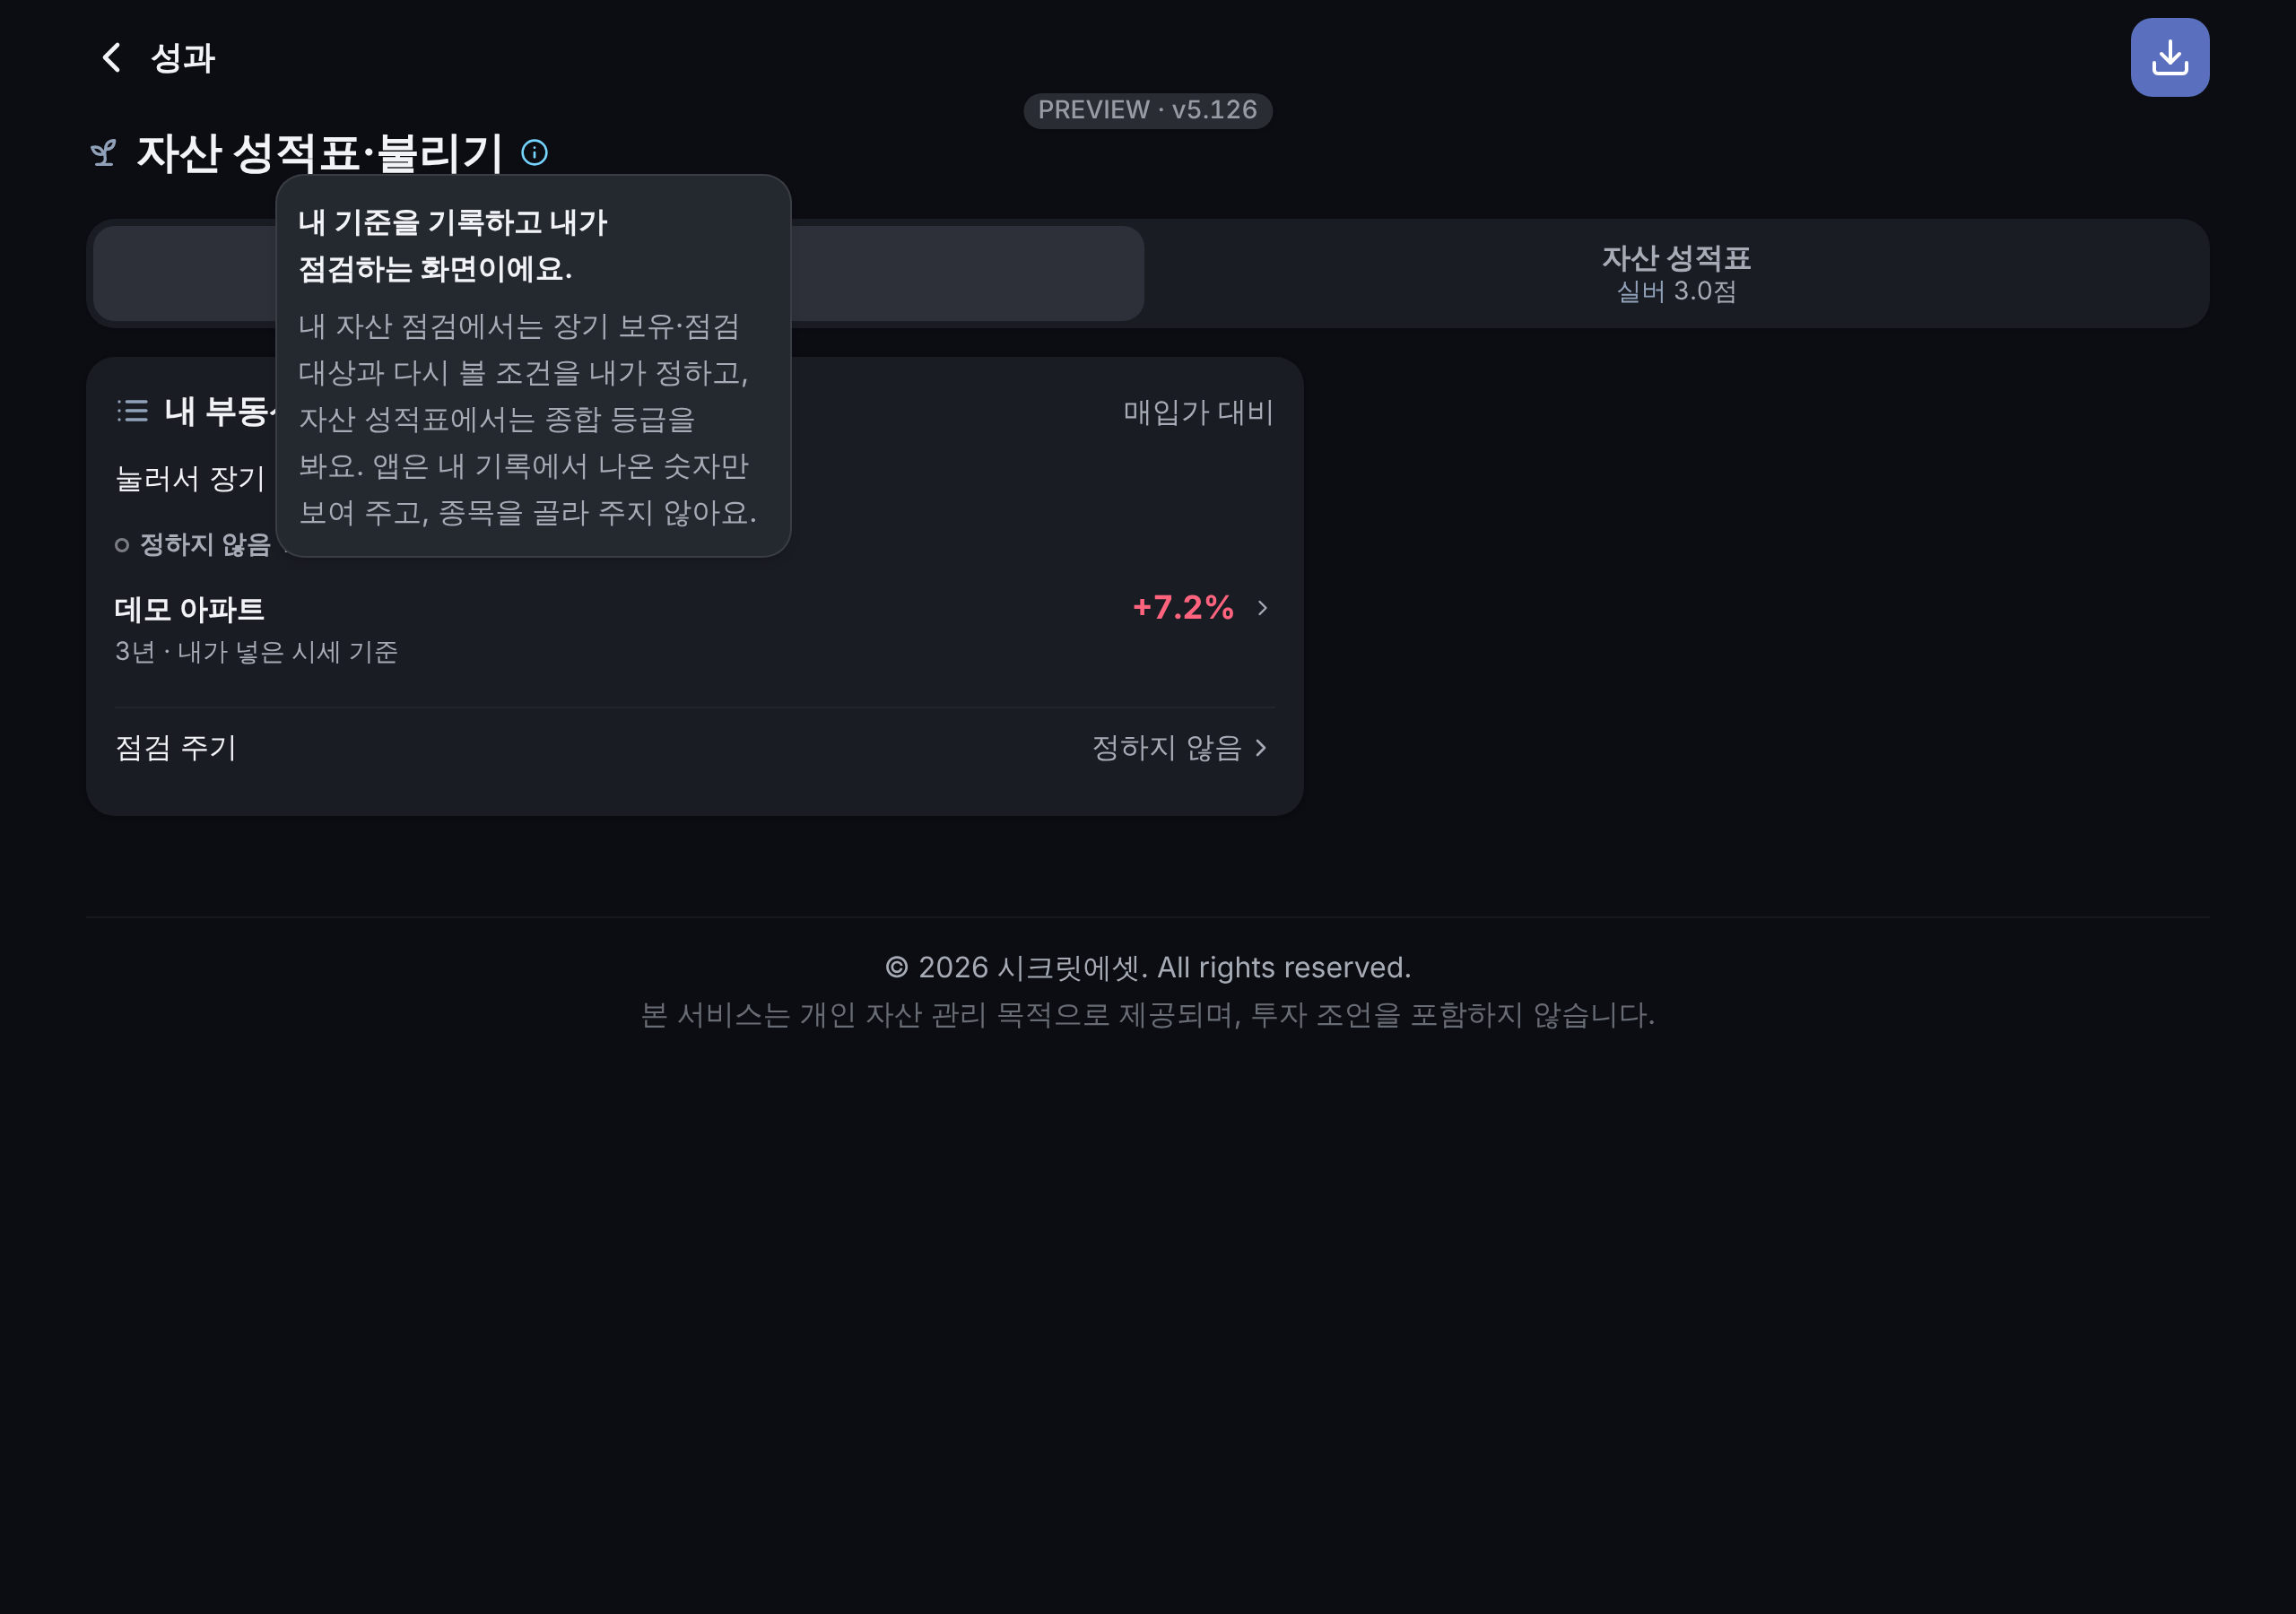 성과
PREVIEW · v5.126
자산 성적표·불리기
내 기준을 기록하고 내가
점검하는 화면이에요.
내 자산 점검에서는 장기 보유·점검
대상과 다시 볼 조건을 내가 정하고,
자산 성적표에서는 종합 등급을
봐요. 앱은 내 기록에서 나온 숫자만
보여 주고, 종목을 골라 주지 않아요.
자산 성적표
실버 3.0점
내
매입가 대비
눌러서 장기
정하지 않음
데모 아파트
+7.2%
3년 · 내가 넣은 시세 기준
점검 주기
정하지 않음
© 2026 시크릿에셋. All rights reserved.
본 서비스는 개인 자산 관리 목적으로 제공되며, 투자 조언을 포함하지 않습니다.